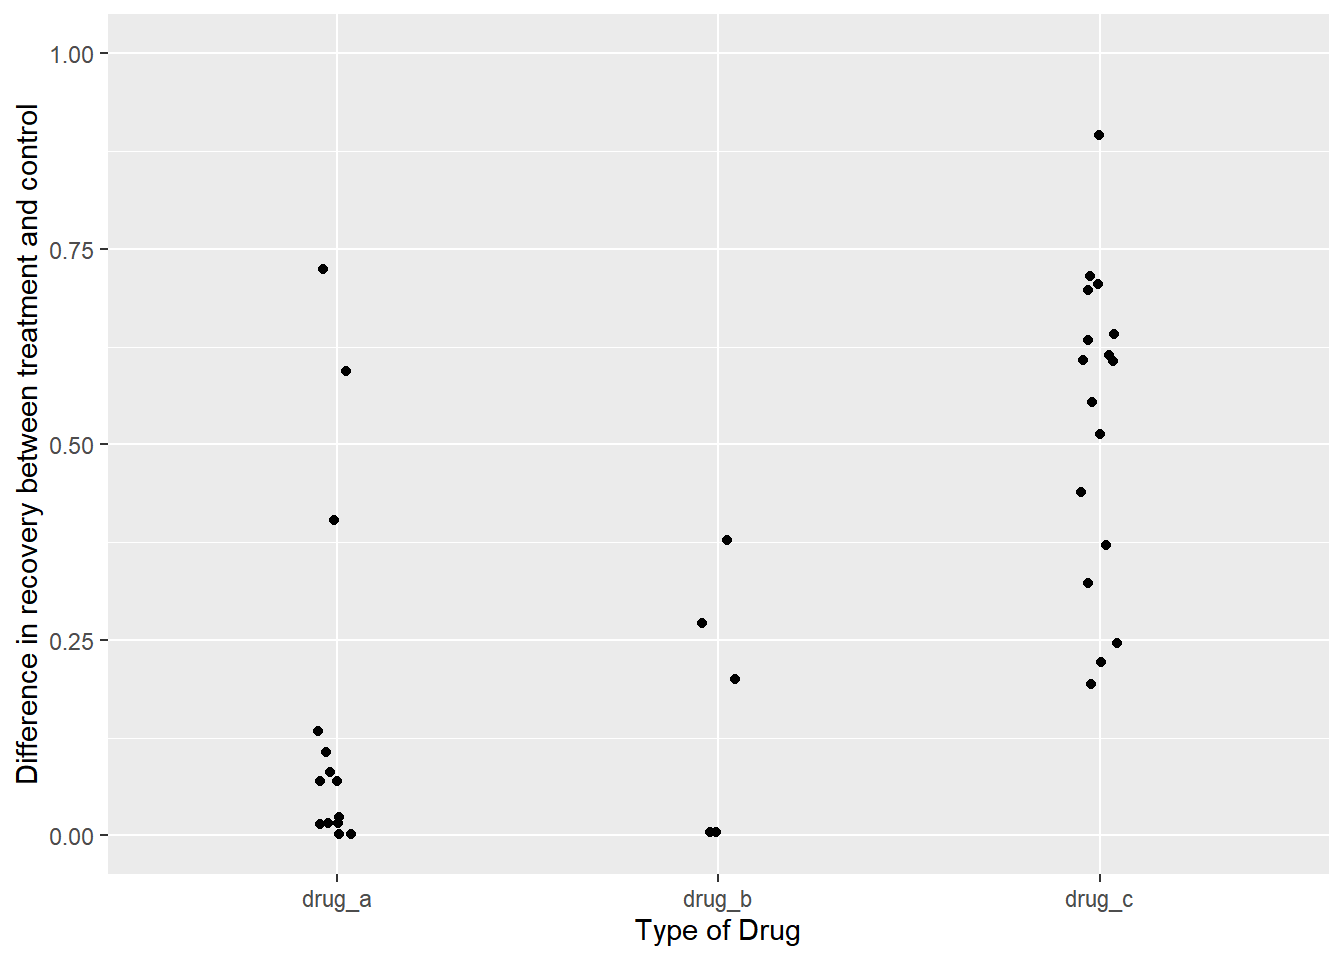 Difference in recovery between treatment and control
1.00
0.75
0.50
0.25
0.00
drug_a
drug_b
drug_c
Type of Drug